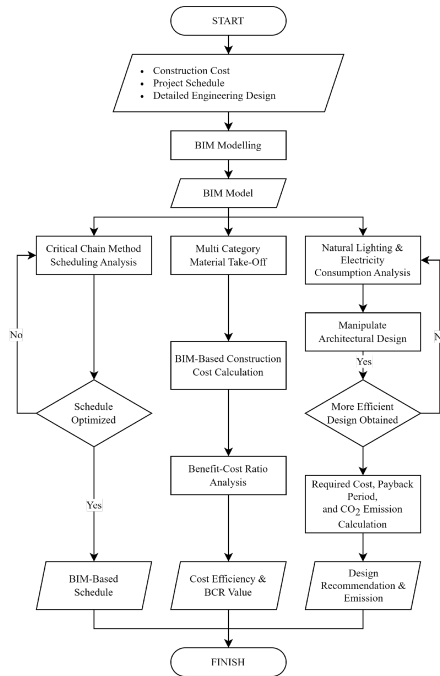 START
• Construction Cost
• Project Schedule
• Detailed Engineering Design
BIM Modelling
BIM Model
Critical Chain Method
Scheduling Analysis
Multi Category
Material Take-Off
Natural Lighting &
Electricity
Consumption Analysis
No
Manipulate
Architectural Design
Yes
BIM-Based Construction
Cost Calculation
Schedule
Optimized
More Efficient
Design Obtained
Benefit-Cost Ratio
Analysis
Required Cost, Payback
Period,
and CO2 Emission
Calculation
Yes
BIM-Based
Schedule
Cost Efficiency &
BCR Value
Design
Recommendation &
Emission
FINISH